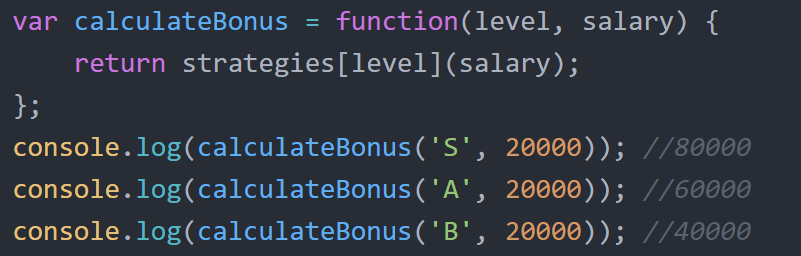 var calculateBonus = function(level, salary) {
    return strategies[level](salary);
};
console.log(calculateBonus('S', 20000)); //80000
console.log(calculateBonus('A', 20000)); //60000
console.log(calculateBonus('B', 20000)); //40000